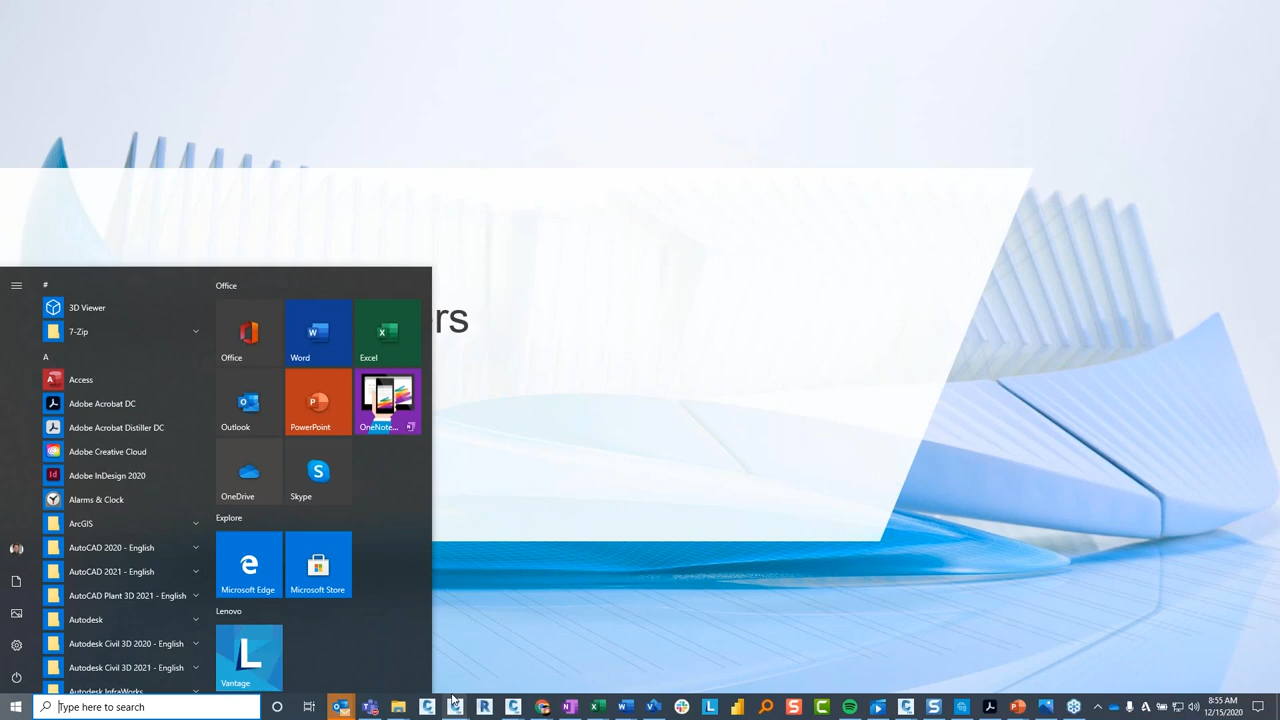 #
3D Viewer
7-Zip
A
Access
Adobe Acrobat DC
Adobe Acrobat Distiller DC
Adobe Creative Cloud
Adobe InDesign 2020
Alarms & Clock
ArcGIS
AutoCAD 2020 - English
AutoCAD 2021 - English
AutoCAD Plant 3D 2021 - English
Autodesk
Autodesk Civil 3D 2020 - English
Autodesk Civil 3D 2021 - English
Autodesk InfraWorks
Office
Office
Word
Excel
Outlook
PowerPoint
OneNote...
OneDrive
Skype
Explore
Microsoft Edge
Microsoft Store
Lenovo
Vantage
rs
Type here to search
8:55 AM
12/15/2020